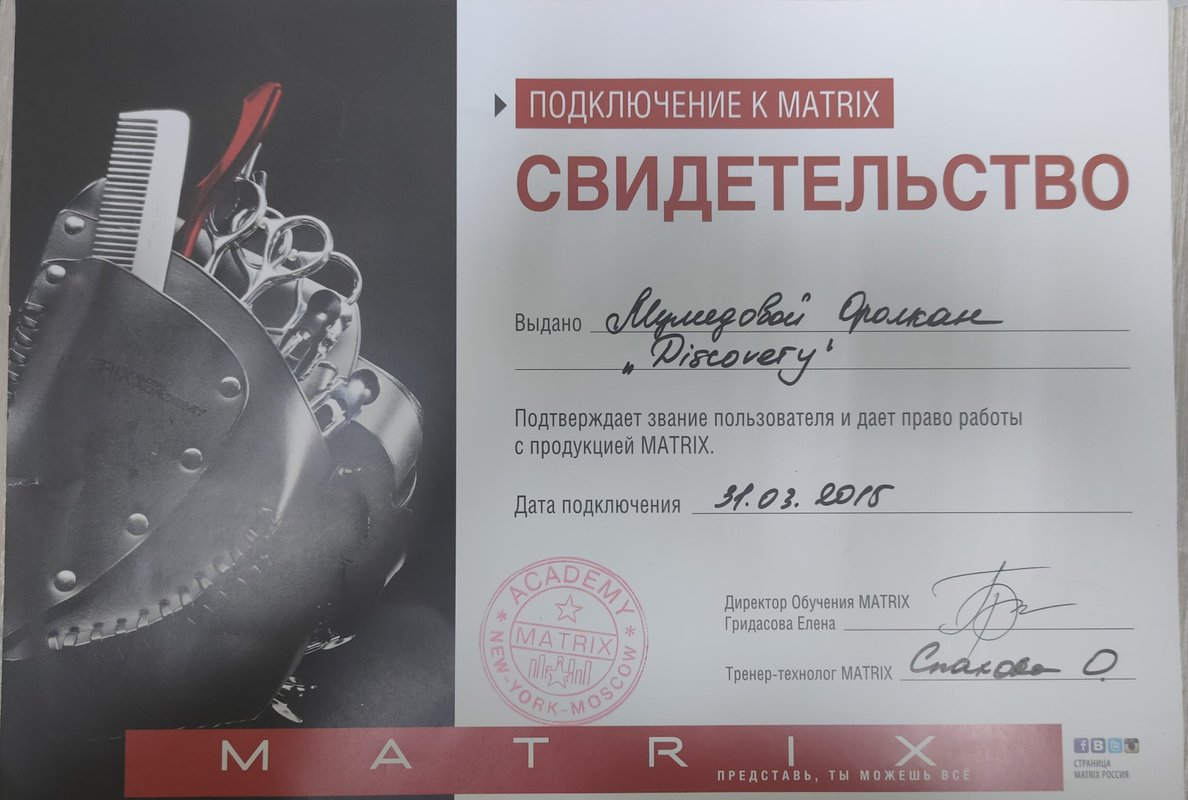 ПОДКЛЮЧЕНИЕ К MATRIX
СВИДЕТЕЛЬСТВО
Выдано Мумедовой Оролкан
„Discovery“
Подтверждает звание пользователя и дает право работы
с продукцией MATRIX.
Дата подключения 31.03.2015
ACADEMY
MATRIX
NEW-YORK-MOSCOW
Директор Обучения MATRIX
Гридасова Елена
Тренер-технолог MATRIX О.
MATRIX
ПРЕДСТАВЬ, ТЫ МОЖЕШЬ ВСЁ
СТРАНИЦА
MATRIX РОССИЯ